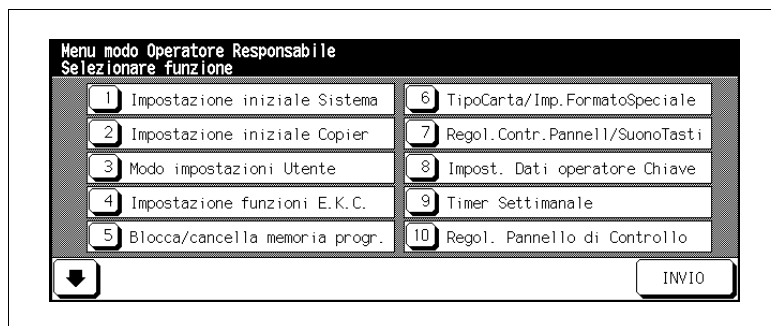 Menu modo Operatore Responsabile
Selezionare funzione
1 Impostazione iniziale Sistema
2 Impostazione iniziale Copier
3 Modo impostazioni Utente
4 Impostazione funzioni E.K.C.
5 Blocca/cancella memoria progr.
6 TipoCarta/Imp.FormatoSpeciale
7 Regol.Contr.Pannell/SuonoTasti
8 Impost. Dati operatore Chiave
9 Timer Settimanale
10 Regol. Pannello di Controllo
INVIO